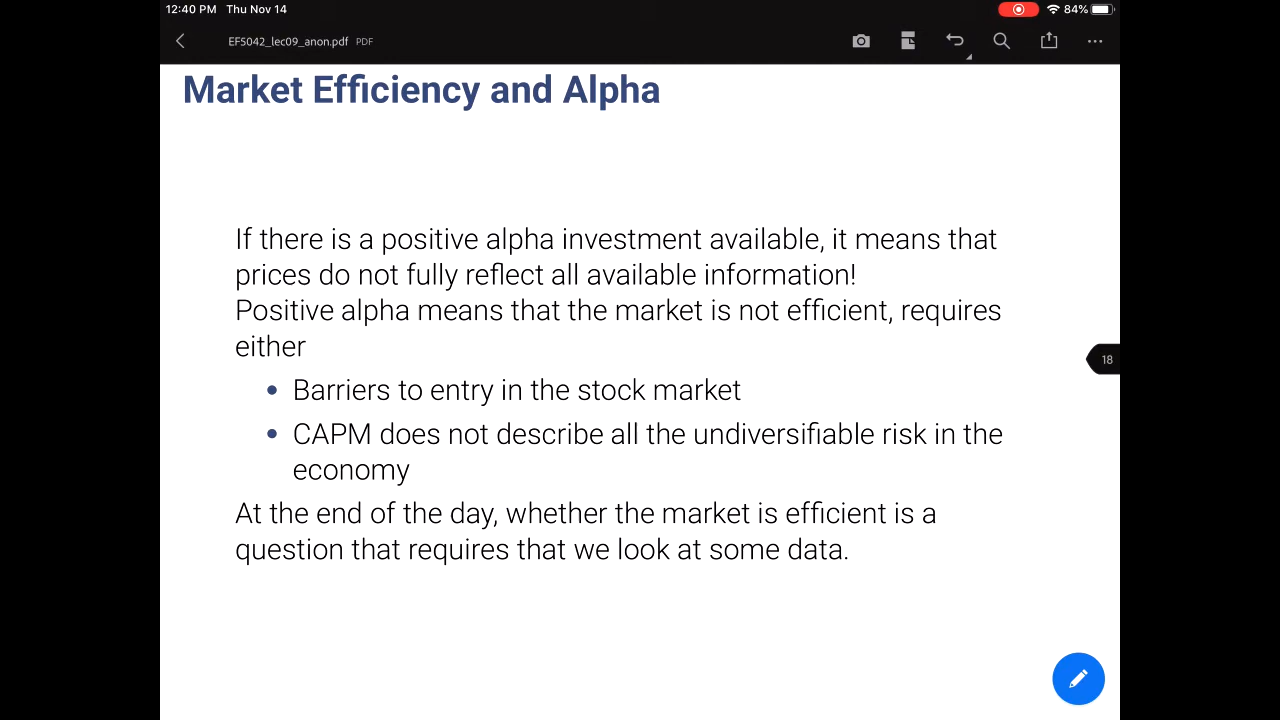 12:40 PM Thu Nov 14
84%
EF5042_lec09_anon.pdf PDF
Market Efficiency and Alpha
If there is a positive alpha investment available, it means that
prices do not fully reflect all available information!
Positive alpha means that the market is not efficient, requires
either
• Barriers to entry in the stock market
• CAPM does not describe all the undiversifiable risk in the
economy
At the end of the day, whether the market is efficient is a
question that requires that we look at some data.
18